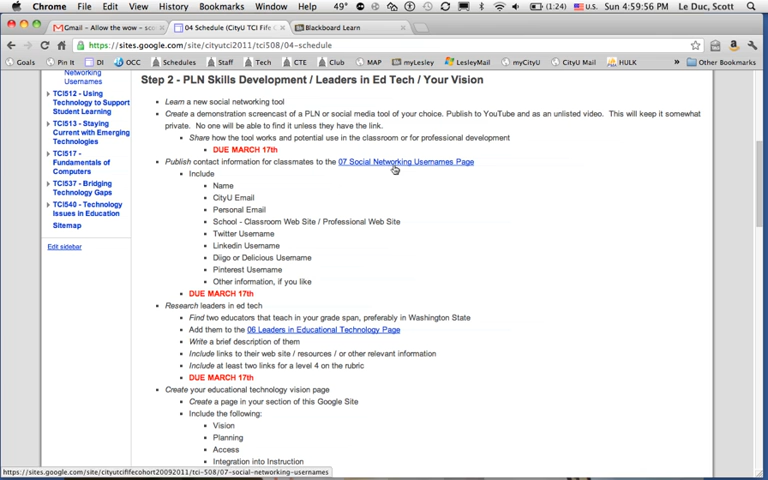 Chrome File Edit View History Bookmarks Window Help 49° (1:24) U.S. Sun 4:59:56 PM Le Duc, Scott
Gmail - Allow the wow – sco × 04 Schedule (CityU TCI Fife C × Blackboard Learn ×
https://sites.google.com/site/cityutci2011/tci508/04-schedule
Goals Pi It DI OCC Schedules Staff Tech CTE Club MAP myLesley LesleyMail myCityU CityU Mail HULK Other Bookmarks
Networking
Usernames
TCI512 - Using
Technology to Support
Student Learning
TCI513 - Staying
Current with Emerging
Technologies
TCI517 -
Fundamentals of
Computers
TCI537 - Bridging
Technology Gaps
TCI540 - Technology
Issues in Education
Sitemap
Edit sidebar
Step 2 - PLN Skills Development / Leaders in Ed Tech / Your Vision
Learn a new social networking tool
Create a demonstration screencast of a PLN or social media tool of your choice. Publish to YouTube and as an unlisted video. This will keep it somewhat
private. No one will be able to find it unless they have the link.
Share how the tool works and potential use in the classroom or for professional development
DUE MARCH 17th
Publish contact information for classmates to the 07 Social Networking Usernames Page
Include
Name
CityU Email
Personal Email
School - Classroom Web Site / Professional Web Site
Twitter Username
Linkedin Username
Diigo or Delicious Username
Pinterest Username
Other information, if you like
DUE MARCH 17th
Research leaders in ed tech
Find two educators that teach in your grade span, preferably in Washington State
Add them to the 06 Leaders in Educational Technology Page
Write a brief description of them
Include links to their web site / resources / or other relevant information
Include at least two links for a level 4 on the rubric
DUE MARCH 17th
Create your educational technology vision page
Create a page in your section of this Google Site
Include the following:
Vision
Planning
Access
Integration into Instruction
https://sites.google.com/site/cityutcififecohort20092011/tci-508/07-social-networking-usernames